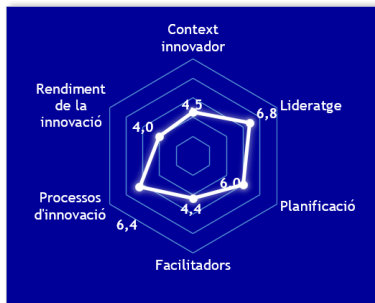 Context
innovador
Rendiment
de la
innovació
4,5
6,8
Lideratge
4,0
6,0
Processos
d'innovació
Planificació
6,4
4,4
Facilitadors